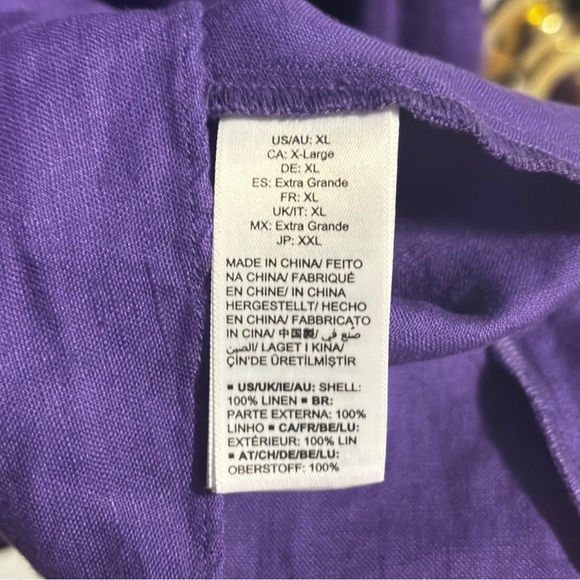 US/AU: XL
CA: X-Large
DE: XL
ES: Extra Grande
FR: XL
UK/IT: XL
MX: Extra Grande
JP: XXL
MADE IN CHINA/ FEITO
NA CHINA/ FABRIQUÉ
EN CHINE/ IN CHINA
HERGESTELLT/ HECHO
EN CHINA/ FABBRICATO
IN CINA/ 中国製/ صنع في
الصين/ LAGET I KINA/
ÇİN'DE ÜRETİLMİŞTİR
▪ US/UK/IE/AU: SHELL:
100% LINEN ▪ BR:
PARTE EXTERNA: 100%
LINHO ▪ CA/FR/BE/LU:
EXTÉRIEUR: 100% LIN
▪ AT/CH/DE/BE/LU:
OBERSTOFF: 100%